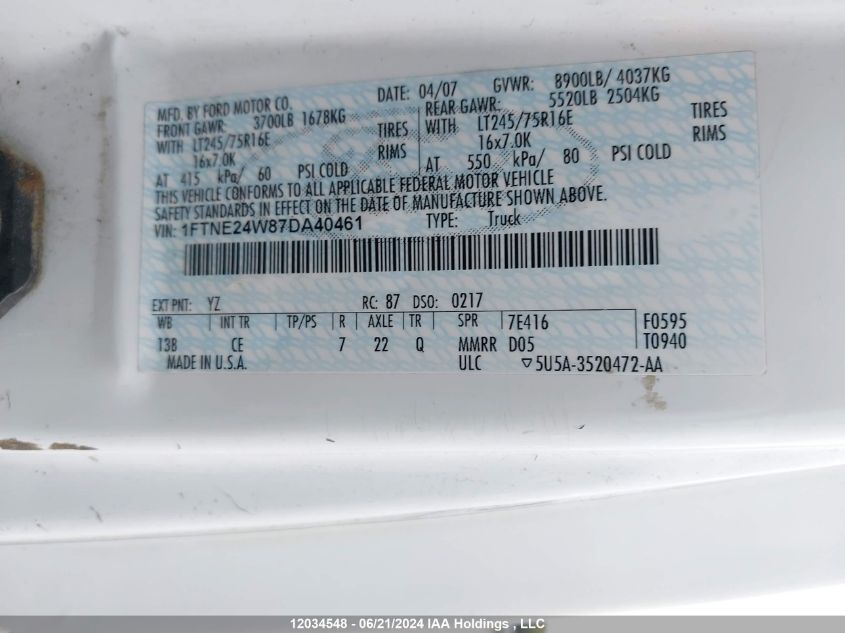 MFD. BY FORD MOTOR CO.
DATE: 04/07 GVWR: 8900LB/ 4037KG
FRONT GAWR: 3700LB 1678KG
REAR GAWR: 5520LB 2504KG
WITH LT245/75R16E TIRES
WITH LT245/75R16E TIRES
16x7.0K RIMS
16x7.0K RIMS
AT 415 kPa/ 60 PSI COLD
AT 550 kPa/ 80 PSI COLD
THIS VEHICLE CONFORMS TO ALL APPLICABLE FEDERAL MOTOR VEHICLE
SAFETY STANDARDS IN EFFECT ON THE DATE OF MANUFACTURE SHOWN ABOVE.
VIN: 1FTNE24W87DA40461 TYPE: Truck
EXT PNT: YZ RC: 87 DSO: 0217
WB INT TR TP/PS R AXLE TR SPR 7E416 F0595
T38 CE 7 22 Q MMRR D05 T0940
MADE IN U.S.A. ULC ▽5U5A-3520472-AA
12034548 - 06/21/2024 IAA Holdings , LLC